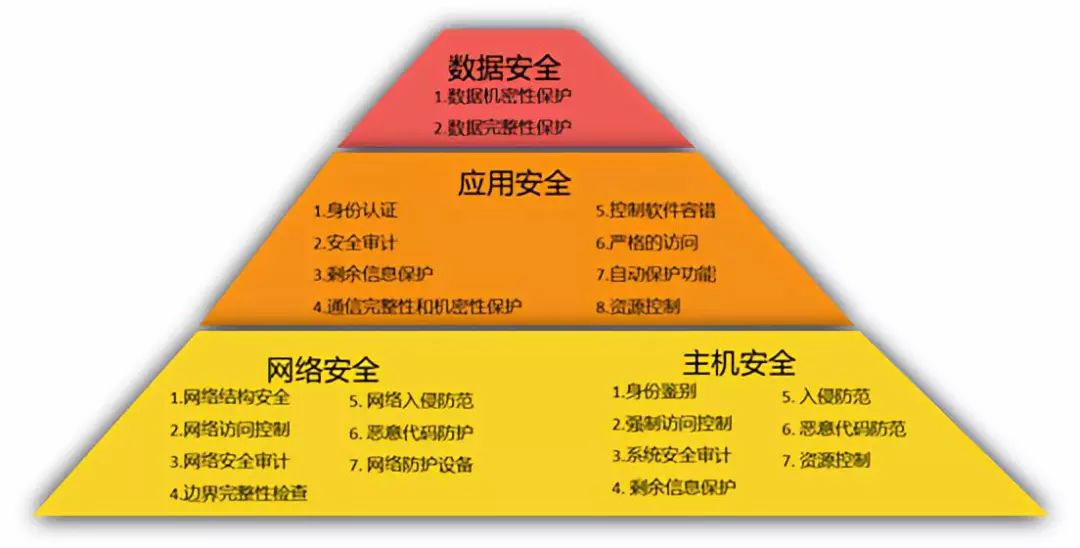 数据安全
1.数据机密性保护
2.数据完整性保护
应用安全
1.身份认证
2.安全审计
3.剩余信息保护
4.通信完整性和机密性保护
5.控制软件容错
6.严格的访问
7.自动保护功能
8.资源控制
网络安全
1.网络结构安全
2.网络访问控制
3.网络安全审计
4.边界完整性检查
5. 网络入侵防范
6. 恶意代码防护
7. 网络防护设备
主机安全
1.身份鉴别
2.强制访问控制
3.系统安全审计
4. 剩余信息保护
5. 入侵防范
6. 恶意代码防范
7. 资源控制